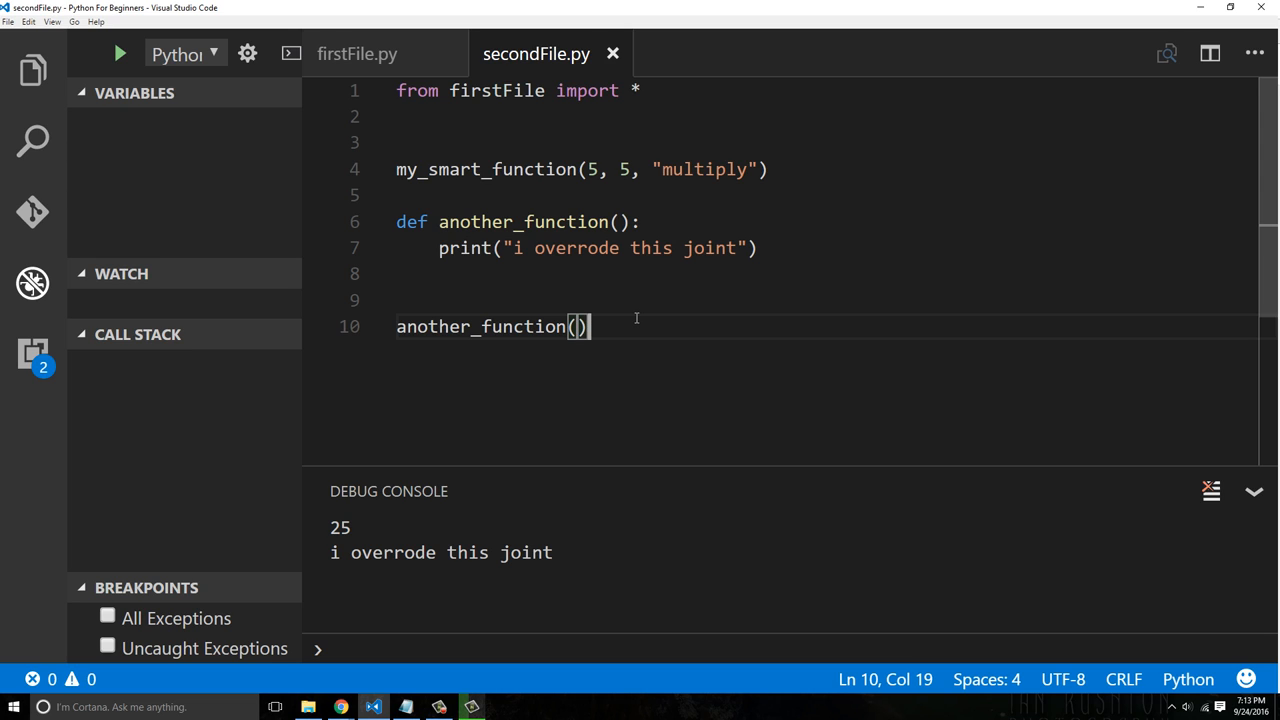 secondFile.py - Python For Beginners - Visual Studio Code
File Edit View Go Help
Python
firstFile.py
secondFile.py
VARIABLES
WATCH
CALL STACK
2
BREAKPOINTS
All Exceptions
Uncaught Exceptions
1 from firstFile import *
2
3
4 my_smart_function(5, 5, "multiply")
5
6 def another_function():
7 print("i overrode this joint")
8
9
10 another_function()
DEBUG CONSOLE
25
i overrode this joint
0 0
Ln 10, Col 19 Spaces: 4 UTF-8 CRLF Python
I'm Cortana. Ask me anything.
7:13 PM
9/24/2016